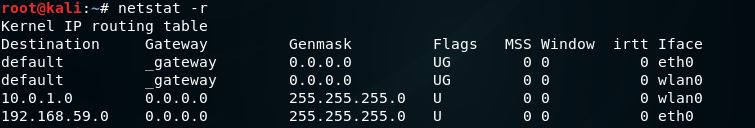 root@kali:~# netstat -r
Kernel IP routing table
Destination     Gateway         Genmask         Flags   MSS Window  irtt Iface
default         _gateway        0.0.0.0         UG        0 0          0 eth0
default         _gateway        0.0.0.0         UG        0 0          0 wlan0
10.0.1.0        0.0.0.0         255.255.255.0   U         0 0          0 wlan0
192.168.59.0    0.0.0.0         255.255.255.0   U         0 0          0 eth0